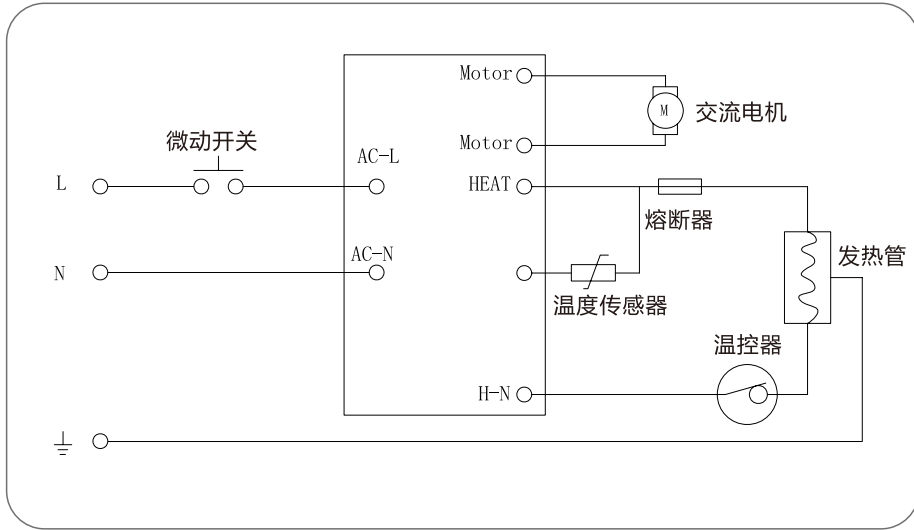 Motor
M
交流电机
微动开关
AC-L
Motor
L
HEAT
熔断器
AC-N
发热管
N
温度传感器
温控器
H-N